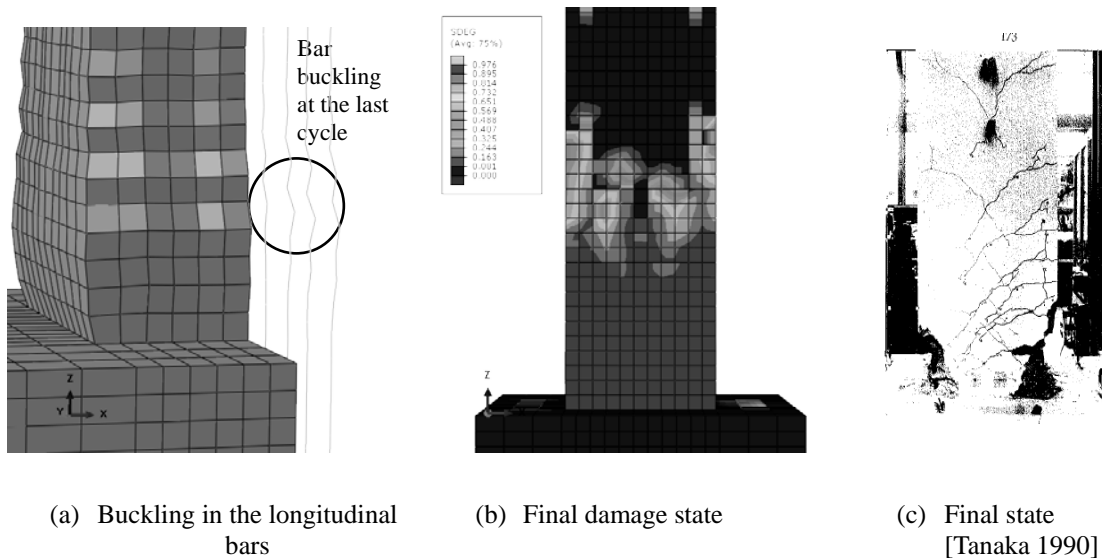 Bar
buckling
at the last
cycle
Z
Y
X
SDEG
(Avg: 75%)
0.976
0.895
0.814
0.732
0.651
0.569
0.488
0.407
0.325
0.244
0.163
0.081
0.000
Z
173
(a) Buckling in the longitudinal
bars
(b) Final damage state
(c) Final state
[Tanaka 1990]